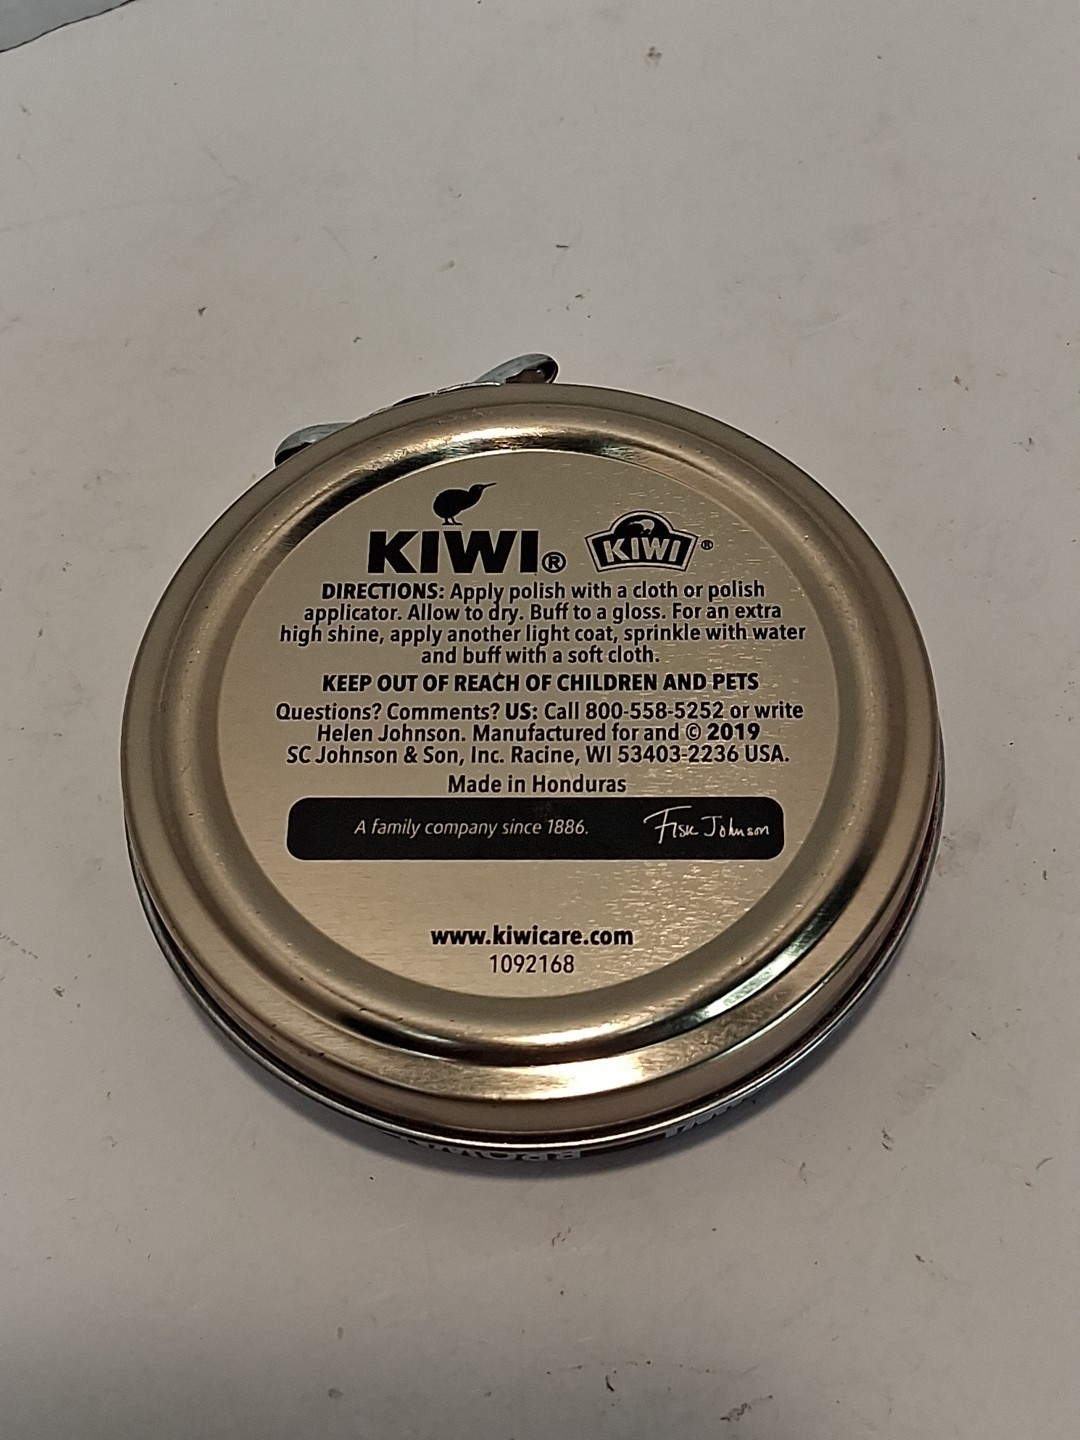 KIWI® KIWI®
DIRECTIONS: Apply polish with a cloth or polish
applicator. Allow to dry. Buff to a gloss. For an extra
high shine, apply another light coat, sprinkle with water
and buff with a soft cloth.
KEEP OUT OF REACH OF CHILDREN AND PETS
Questions? Comments? US: Call 800-558-5252 or write
Helen Johnson. Manufactured for and © 2019
SC Johnson & Son, Inc. Racine, WI 53403-2236 USA.
Made in Honduras
A family company since 1886. Fisk Johnson
www.kiwicare.com
1092168
BROWN